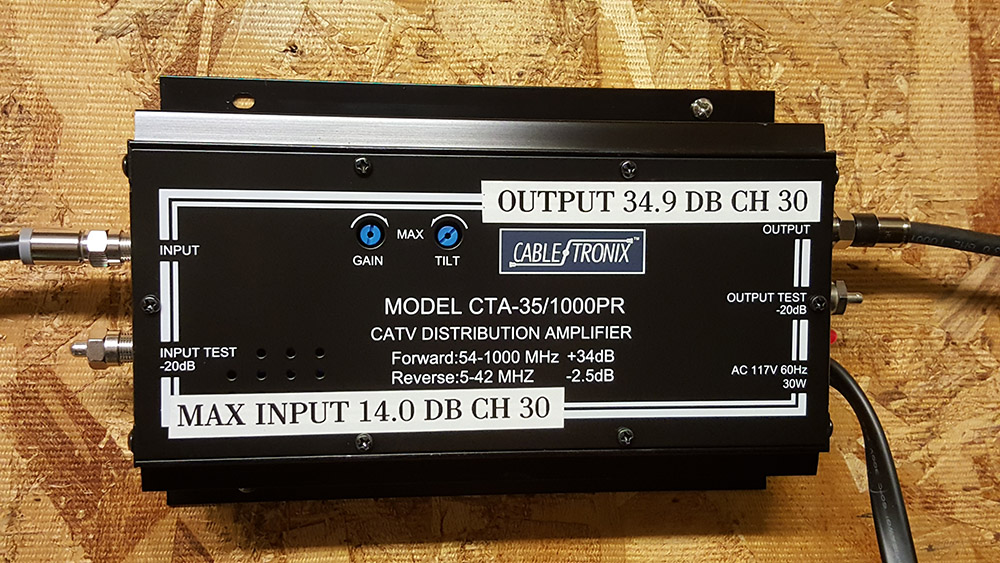 OUTPUT 34.9 DB CH 30
INPUT
MAX
GAIN
TILT
CABLETRONIX™
OUTPUT
MODEL CTA-35/1000PR
CATV DISTRIBUTION AMPLIFIER
Forward:54-1000 MHz +34dB
Reverse:5-42 MHZ -2.5dB
OUTPUT TEST
-20dB
INPUT TEST
-20dB
AC 117V 60Hz
30W
MAX INPUT 14.0 DB CH 30